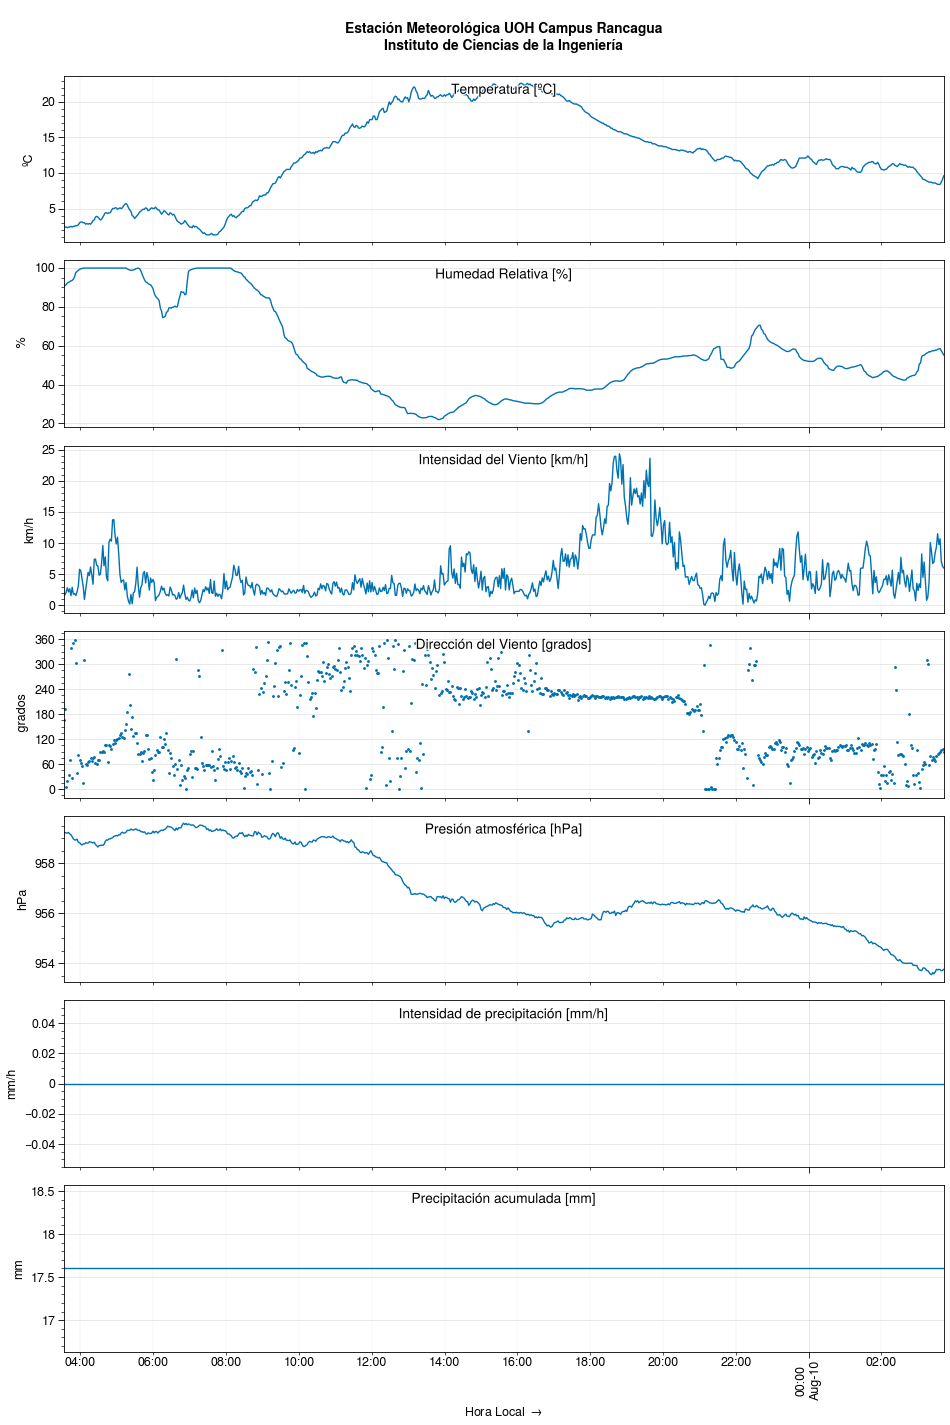 Estación Meteorológica UOH Campus Rancagua
Instituto de Ciencias de la Ingeniería
Temperatura [ºC]
20
15
10
5
ºC
Humedad Relativa [%]
100
80
60
40
20
%
Intensidad del Viento [km/h]
25
20
15
10
5
0
km/h
Dirección del Viento [grados]
360
300
240
180
120
60
0
grados
Presión atmosférica [hPa]
958
956
954
hPa
Intensidad de precipitación [mm/h]
0.04
0.02
0
−0.02
−0.04
mm/h
Precipitación acumulada [mm]
18.5
18
17.5
17
mm
04:00 06:00 08:00 10:00 12:00 14:00 16:00 18:00 20:00 22:00 00:00 02:00
Aug-10
Hora Local →